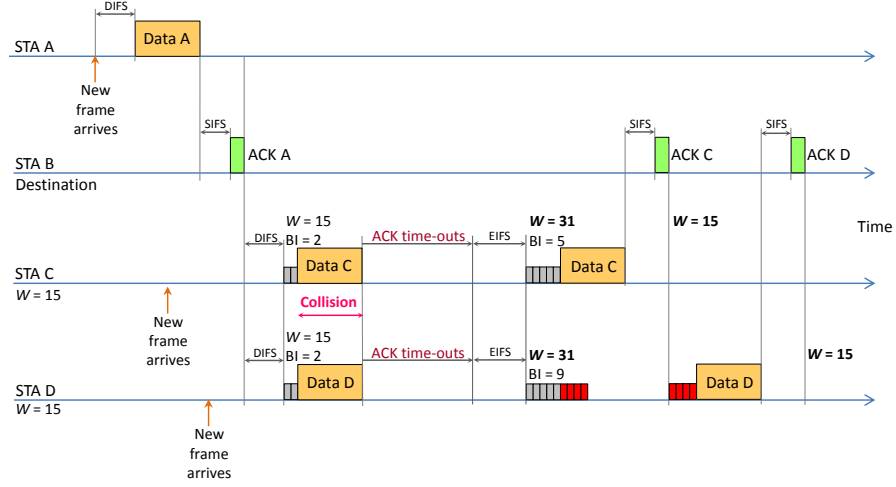 DIFS
STA A
Data A
New
frame
arrives
SIFS
SIFS
SIFS
STA B
ACK A
ACK C
ACK D
Destination
W = 15
W = 31
W = 15
Time
DIFS
BI = 2
ACK time-outs
EIFS
BI = 5
STA C
Data C
Data C
W = 15
Collision
New
frame
arrives
W = 15
DIFS
BI = 2
ACK time-outs
EIFS
W = 31
W = 15
BI = 9
STA D
Data D
Data D
W = 15
New
frame
arrives